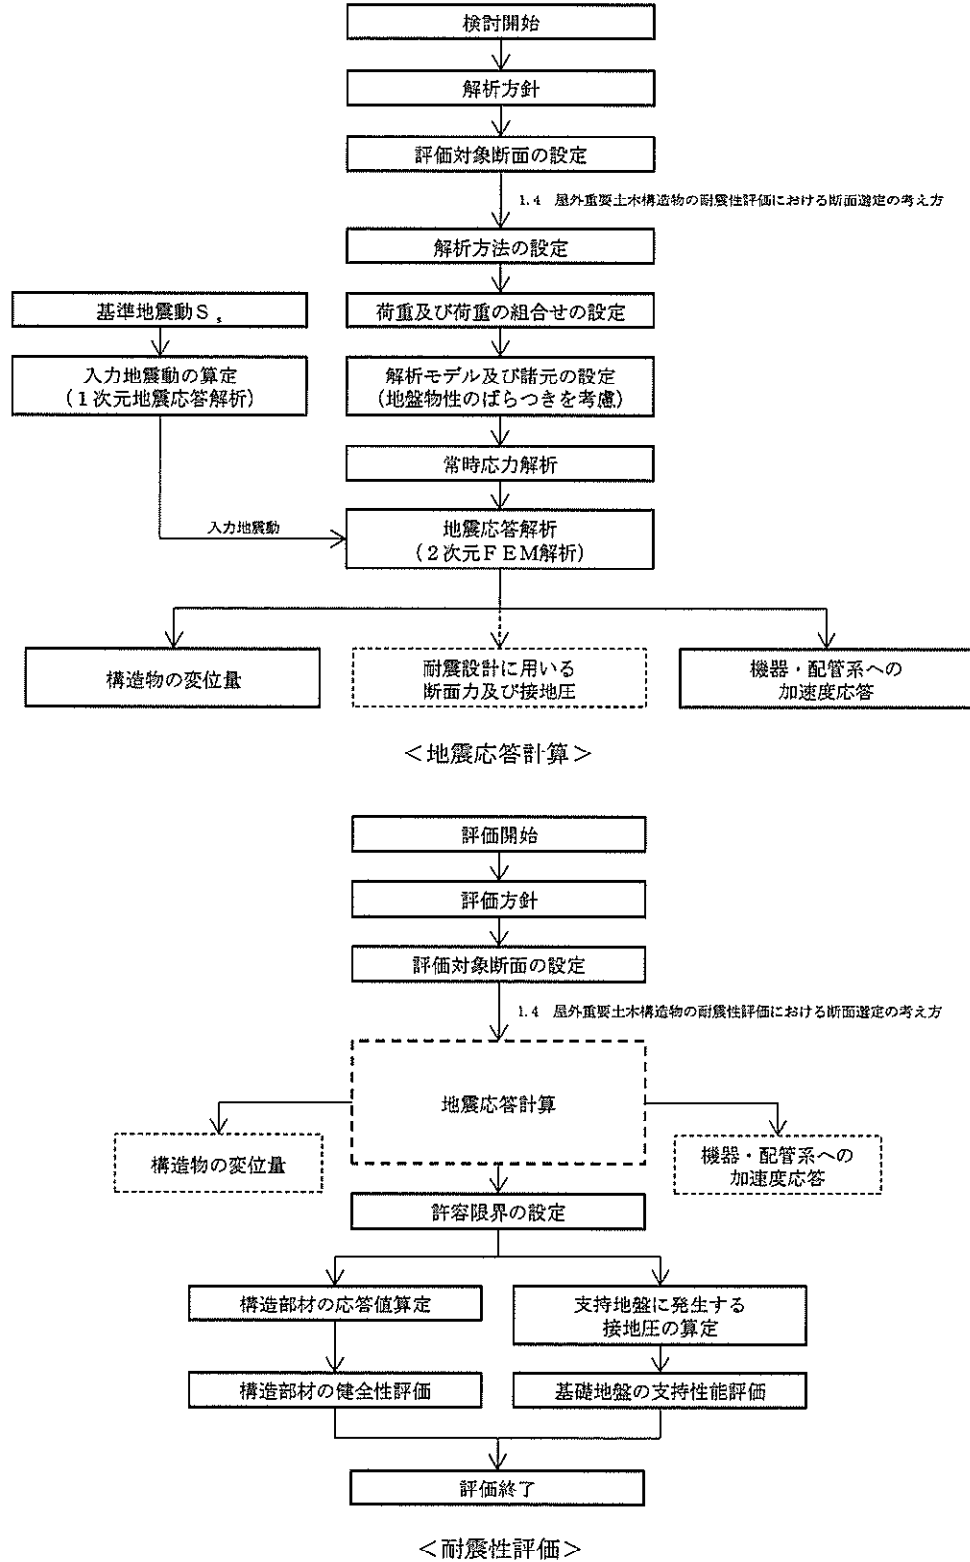 検討開始
解析方針
評価対象断面の設定
1.4 屋外重要土木構造物の耐震性評価における断面選定の考え方
解析方法の設定
基準地震動Ss
荷重及び荷重の組合せの設定
入力地震動の算定
(1次元地震応答解析)
解析モデル及び諸元の設定
(地盤物性のばらつきを考慮)
常時応力解析
入力地震動
地震応答解析
(2次元FEM解析)
構造物の変位量
耐震設計に用いる
断面力及び接地圧
機器・配管系への
加速度応答
<地震応答計算>
評価開始
評価方針
評価対象断面の設定
1.4 屋外重要土木構造物の耐震性評価における断面選定の考え方
地震応答計算
構造物の変位量
機器・配管系への
加速度応答
許容限界の設定
構造部材の応答値算定
支持地盤に発生する
接地圧の算定
構造部材の健全性評価
基礎地盤の支持性能評価
評価終了
<耐震性評価>